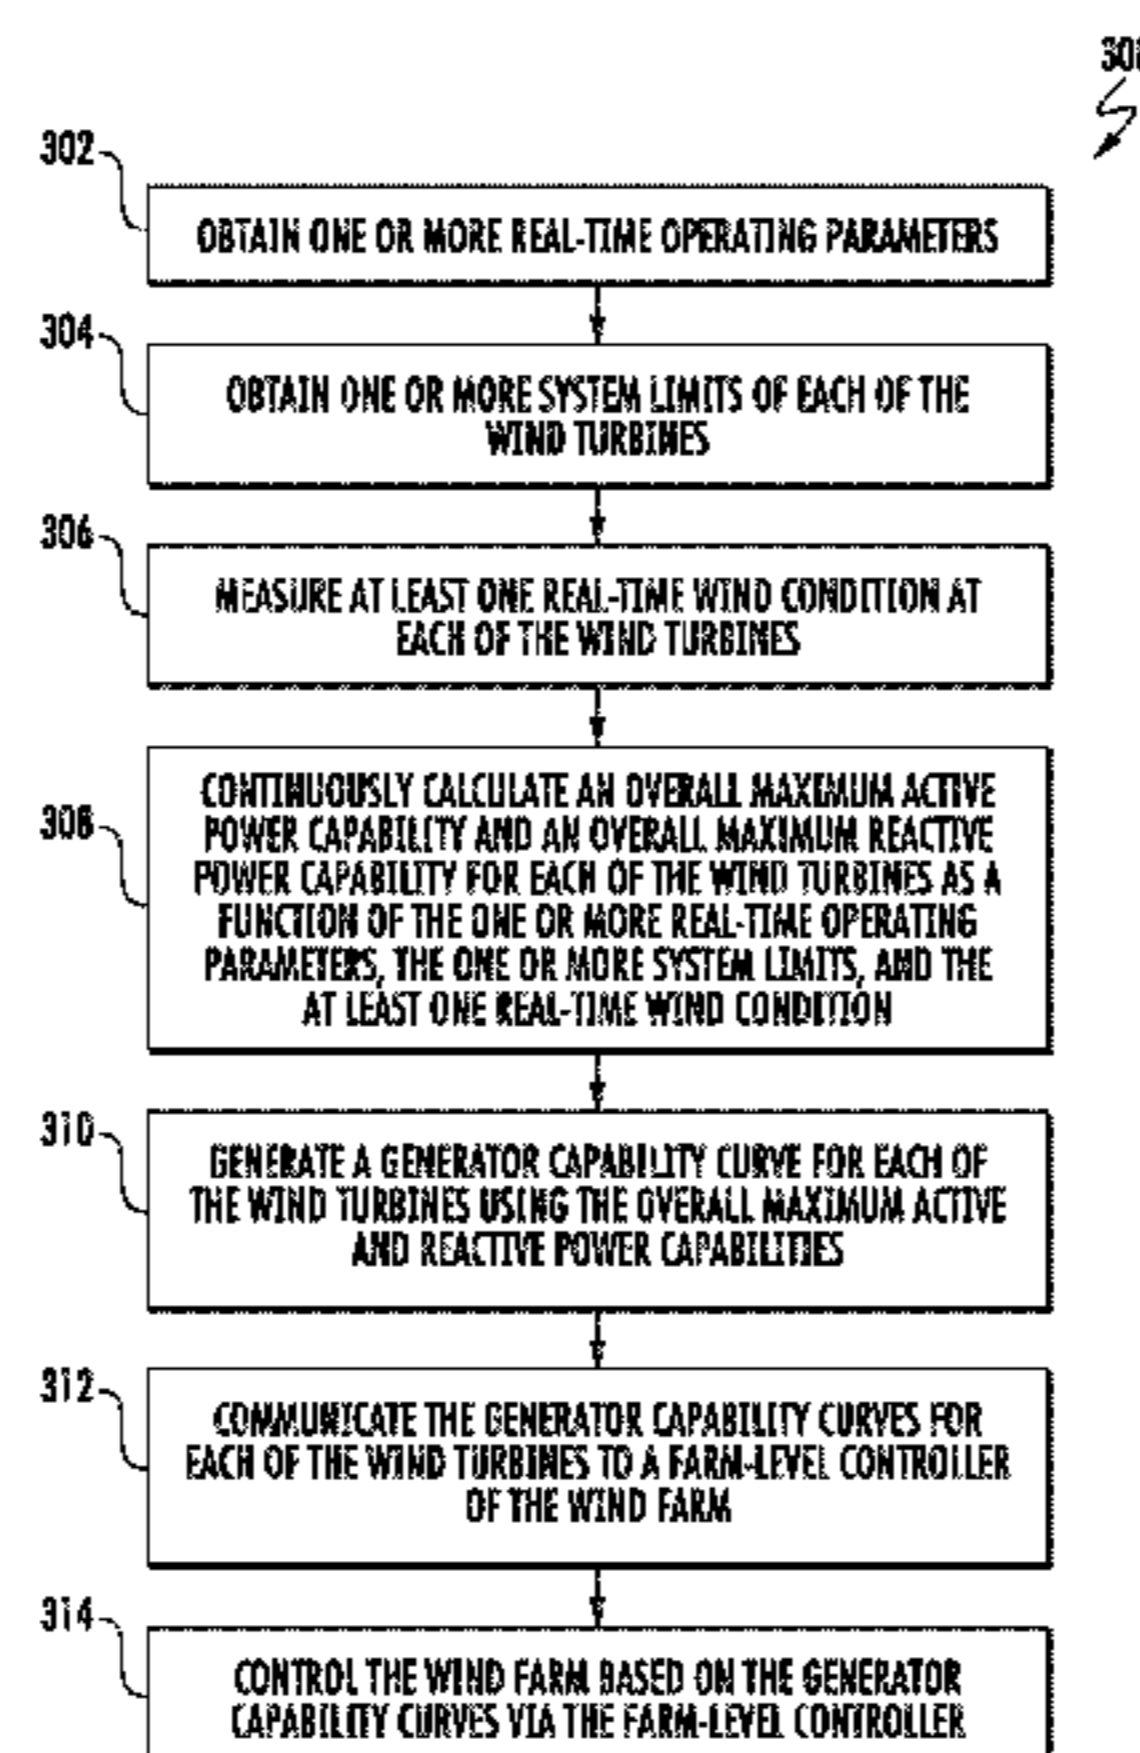 302
OBTAIN ONE OR MORE REAL-TIME OPERATING PARAMETERS
304
OBTAIN ONE OR MORE SYSTEM LIMITS OF EACH OF THE
WIND TURBINES
306
MEASURE AT LEAST ONE REAL-TIME WIND CONDITION AT
EACH OF THE WIND TURBINES
308
CONTINUOUSLY CALCULATE AN OVERALL MAXIMUM ACTIVE
POWER CAPABILITY AND AN OVERALL MAXIMUM REACTIVE
POWER CAPABILITY FOR EACH OF THE WIND TURBINES AS A
FUNCTION OF THE ONE OR MORE REAL-TIME OPERATING
PARAMETERS, THE ONE OR MORE SYSTEM LIMITS, AND THE
AT LEAST ONE REAL-TIME WIND CONDITION
310
GENERATE A GENERATOR CAPABILITY CURVE FOR EACH OF
THE WIND TURBINES USING THE OVERALL MAXIMUM ACTIVE
AND REACTIVE POWER CAPABILITIES
312
COMMUNICATE THE GENERATOR CAPABILITY CURVES FOR
EACH OF THE WIND TURBINES TO A FARM-LEVEL CONTROLLER
OF THE WIND FARM
314
CONTROL THE WIND FARM BASED ON THE GENERATOR
CAPABILITY CURVES VIA THE FARM-LEVEL CONTROLLER